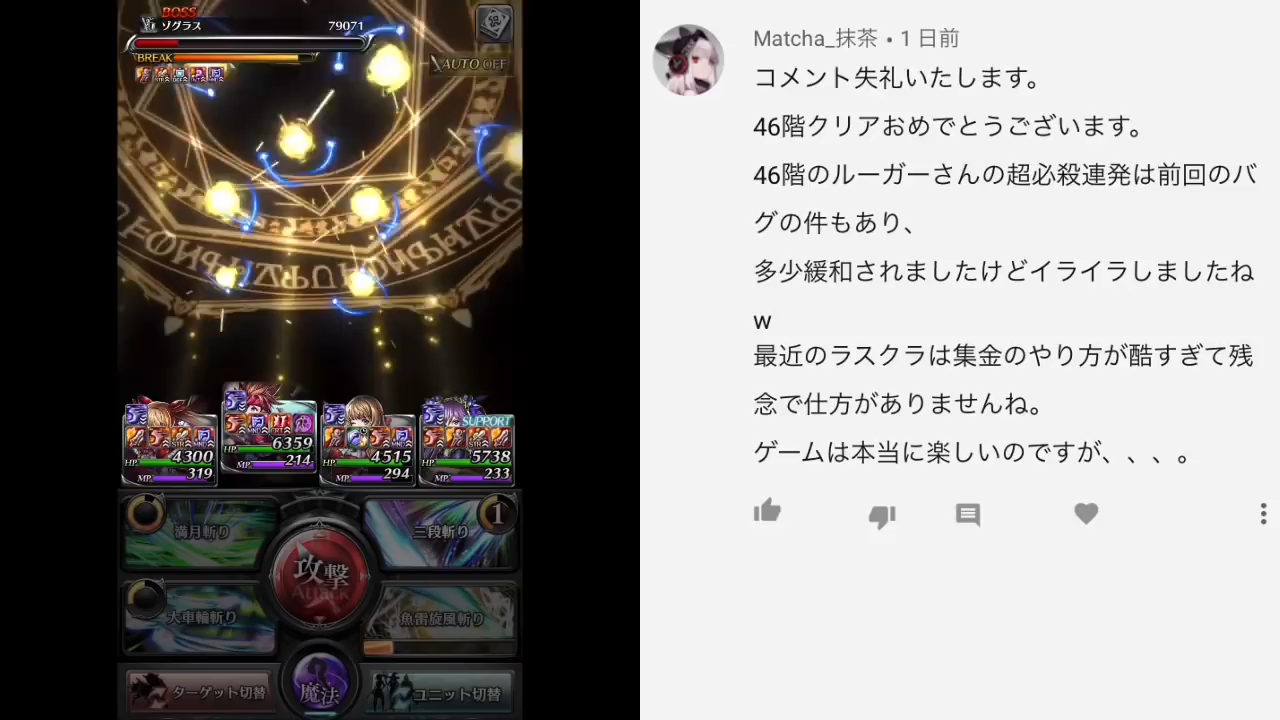 BOSS
ゾグラス
79071
BREAK
AUTO OFF
SUPPORT
HP 4300
MP 319
HP 6359
MP 214
HP 4515
MP 294
HP 5738
MP 233
満月斬り
三段斬り
1
攻撃
Attack
大車輪斬り
魚雷旋風斬り
ターゲット切替
魔法
ユニット切替
Matcha_抹茶 • 1 日前
コメント失礼いたします。
46階クリアおめでとうございます。
46階のルーガーさんの超必殺連発は前回のバ
グの件もあり、
多少緩和されましたけどイライラしましたね
w
最近のラスクラは集金のやり方が酷すぎて残
念で仕方がありませんね。
ゲームは本当に楽しいのですが、、、。